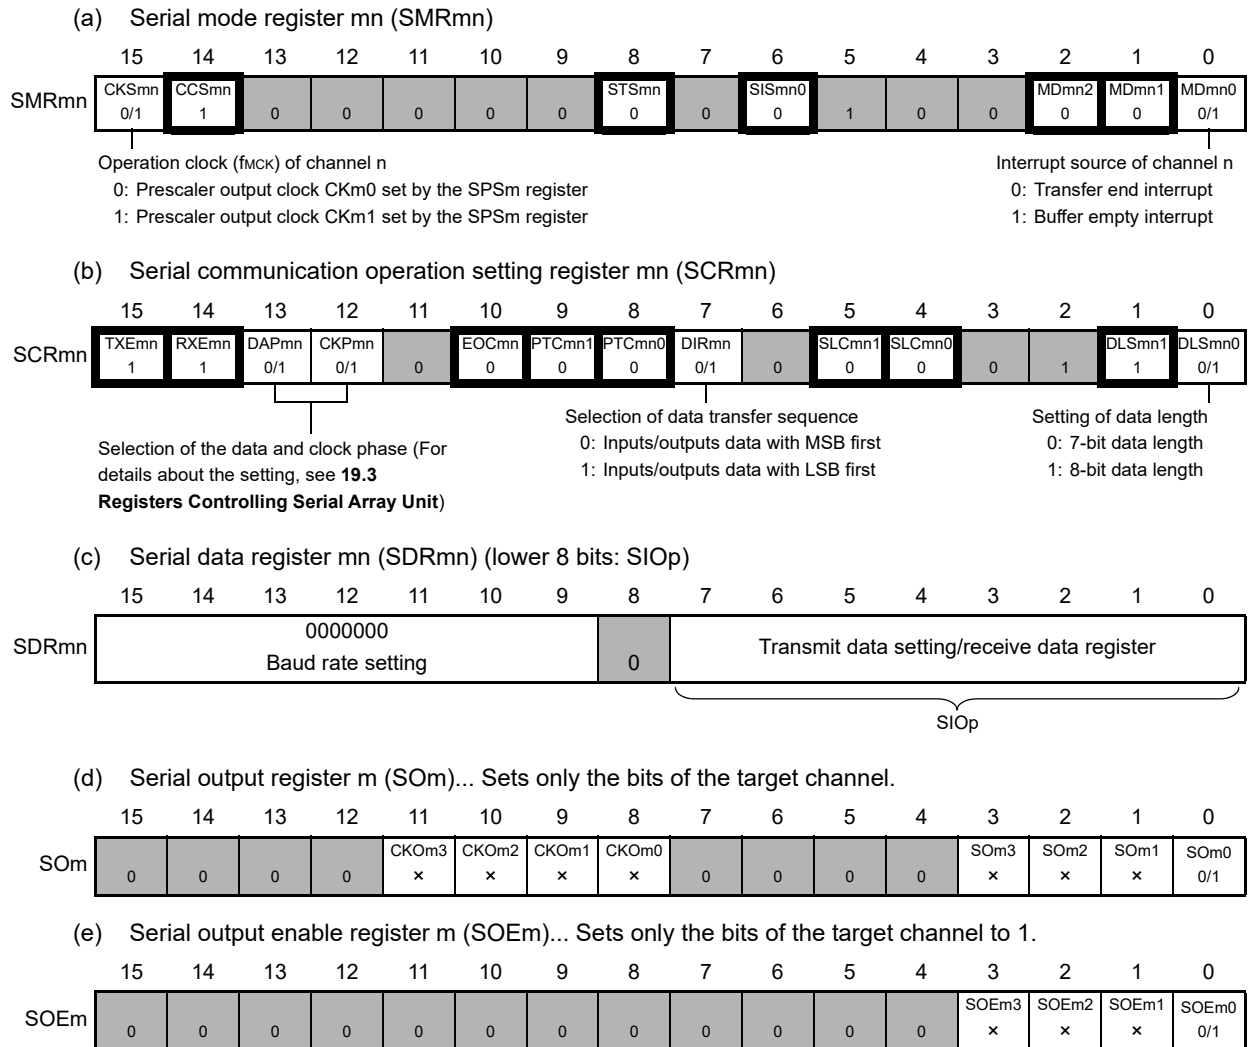 (a) Serial mode register mn (SMRmn)
15 14 13 12 11 10 9 8 7 6 5 4 3 2 1 0
CKSmn CCSmn STSmn SISmn0 MDmn2 MDmn1 MDmn0
SMRmn 0/1 1 0 0 0 0 0 0 0 0 1 0 0 0 0 0/1
Operation clock (fMCK) of channel n Interrupt source of channel n
0: Prescaler output clock CKm0 set by the SPSm register 0: Transfer end interrupt
1: Prescaler output clock CKm1 set by the SPSm register 1: Buffer empty interrupt
(b) Serial communication operation setting register mn (SCRmn)
15 14 13 12 11 10 9 8 7 6 5 4 3 2 1 0
TXEmn RXEmn DAPmn CKPmn EOCmn PTCmn1 PTCmn0 DIRmn SLCmn1 SLCmn0 DLSmn1 DLSmn0
SCRmn 1 1 0/1 0/1 0 0 0 0 0/1 0 0 0 0 1 1 0/1
Selection of data transfer sequence Setting of data length
0: Inputs/outputs data with MSB first 0: 7-bit data length
1: Inputs/outputs data with LSB first 1: 8-bit data length
Selection of the data and clock phase (For
details about the setting, see 19.3
Registers Controlling Serial Array Unit)
(c) Serial data register mn (SDRmn) (lower 8 bits: SIOp)
15 14 13 12 11 10 9 8 7 6 5 4 3 2 1 0
0000000
SDRmn Baud rate setting 0 Transmit data setting/receive data register
SIOp
(d) Serial output register m (SOm)... Sets only the bits of the target channel.
15 14 13 12 11 10 9 8 7 6 5 4 3 2 1 0
CKOm3 CKOm2 CKOm1 CKOm0 SOm3 SOm2 SOm1 SOm0
SOm 0 0 0 0 × × × × 0 0 0 0 × × × 0/1
(e) Serial output enable register m (SOEm)... Sets only the bits of the target channel to 1.
15 14 13 12 11 10 9 8 7 6 5 4 3 2 1 0
SOEm3 SOEm2 SOEm1 SOEm0
SOEm 0 0 0 0 0 0 0 0 0 0 0 0 × × × 0/1